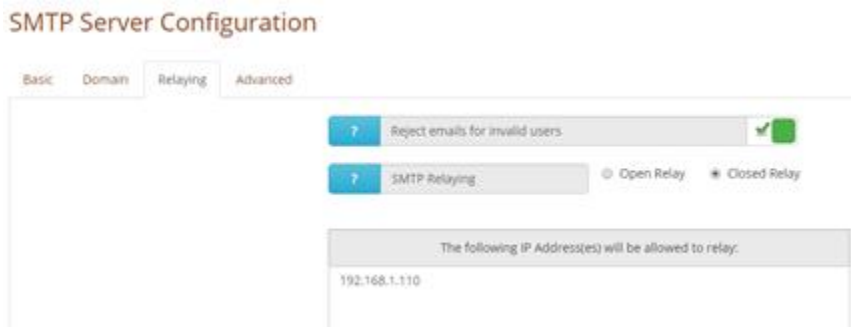 SMTP Server Configuration
Basic Domain Relaying Advanced
? Reject emails for invalid users
? SMTP Relaying Open Relay Closed Relay
The following IP Address(es) will be allowed to relay:
192.168.1.110